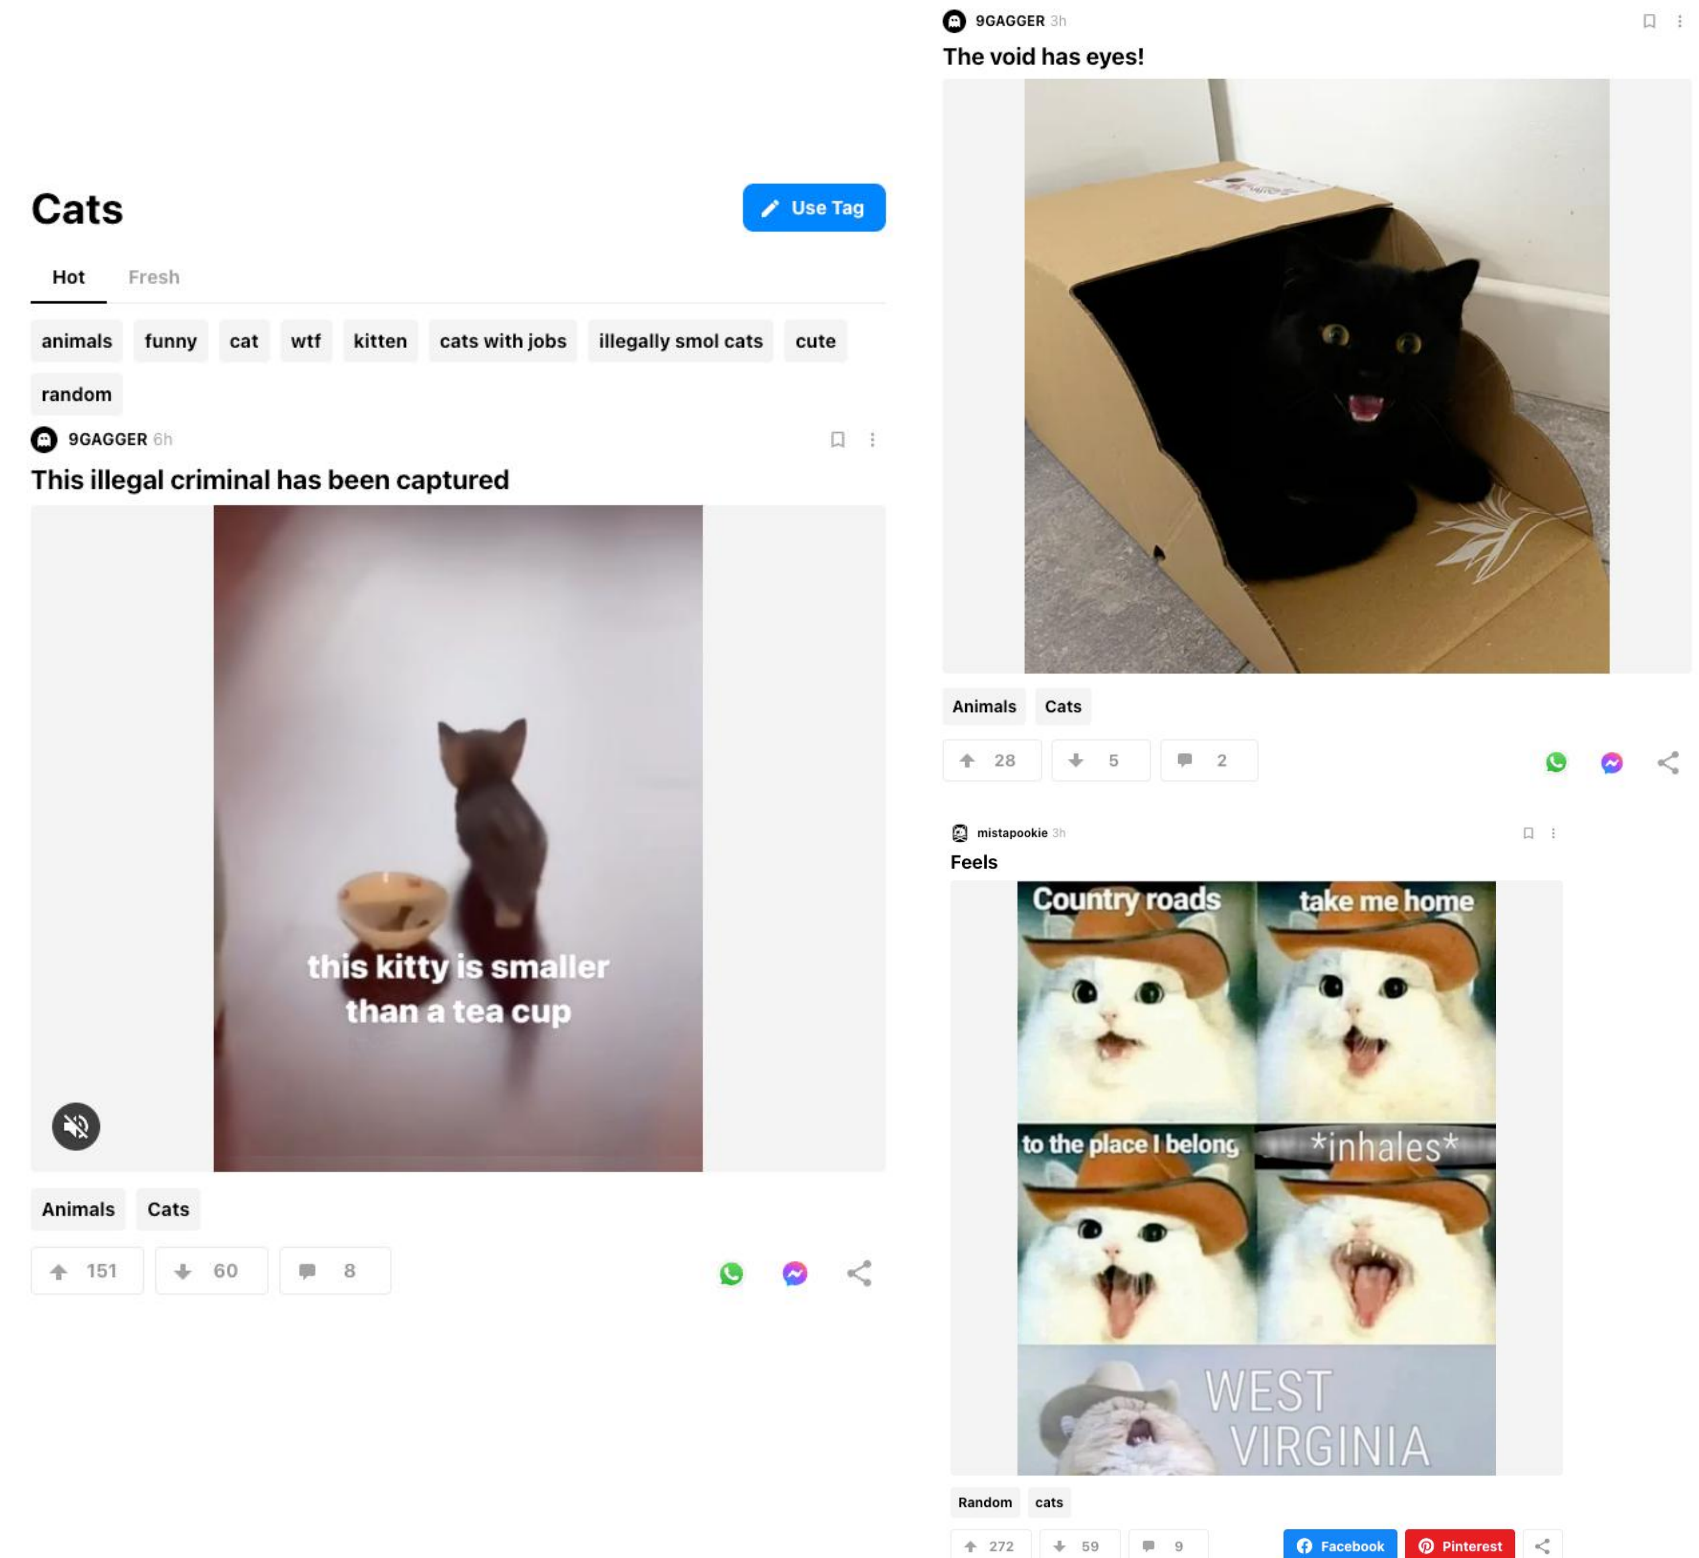 Cats
Use Tag
Hot Fresh
animals funny cat wtf kitten cats with jobs illegally smol cats cute
random
9GAGGER 6h
This illegal criminal has been captured
this kitty is smaller
than a tea cup
Animals Cats
151 60 8
9GAGGER 3h
The void has eyes!
Animals Cats
28 5 2
mistapookie 3h
Feels
Country roads
take me home
to the place I belong
*inhales*
WEST
VIRGINIA
Random cats
272 59 9 Facebook Pinterest